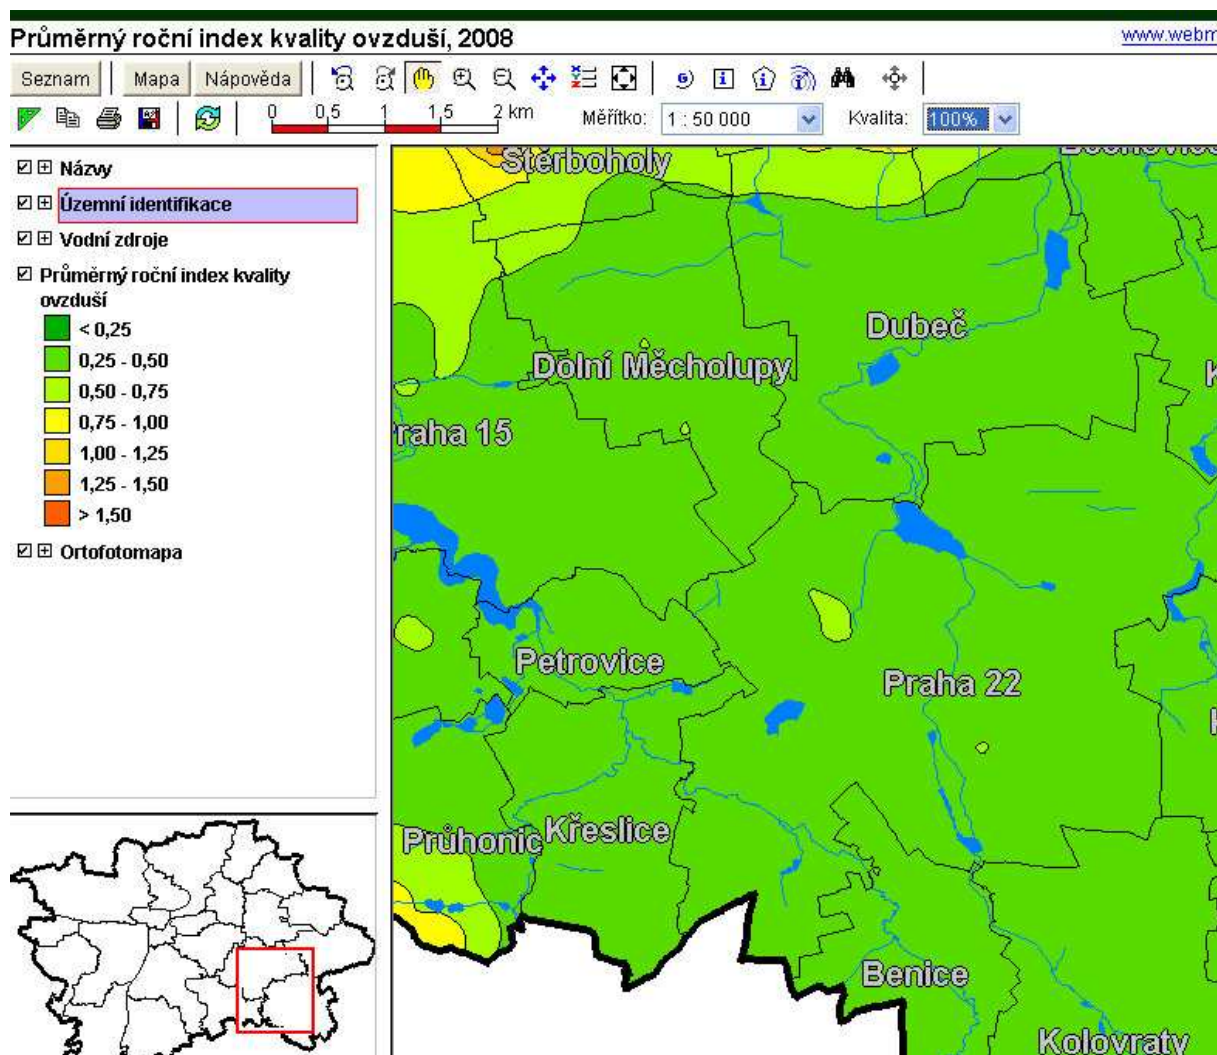 Průměrný roční index kvality ovzduší, 2008
www.webm
Seznam Mapa Nápověda
0 0,5 1 1,5 2 km Měřítko: 1 : 50 000 Kvalita: 100%
Názvy
Územní identifikace
Vodní zdroje
Průměrný roční index kvality
ovzduší
< 0,25
0,25 - 0,50
0,50 - 0,75
0,75 - 1,00
1,00 - 1,25
1,25 - 1,50
> 1,50
Ortofotomapa
Štěrboholy
Dubeč
Dolní Měcholupy
raha 15
Petrovice
Praha 22
Průhonic
Křeslice
Benice
Kolovraty